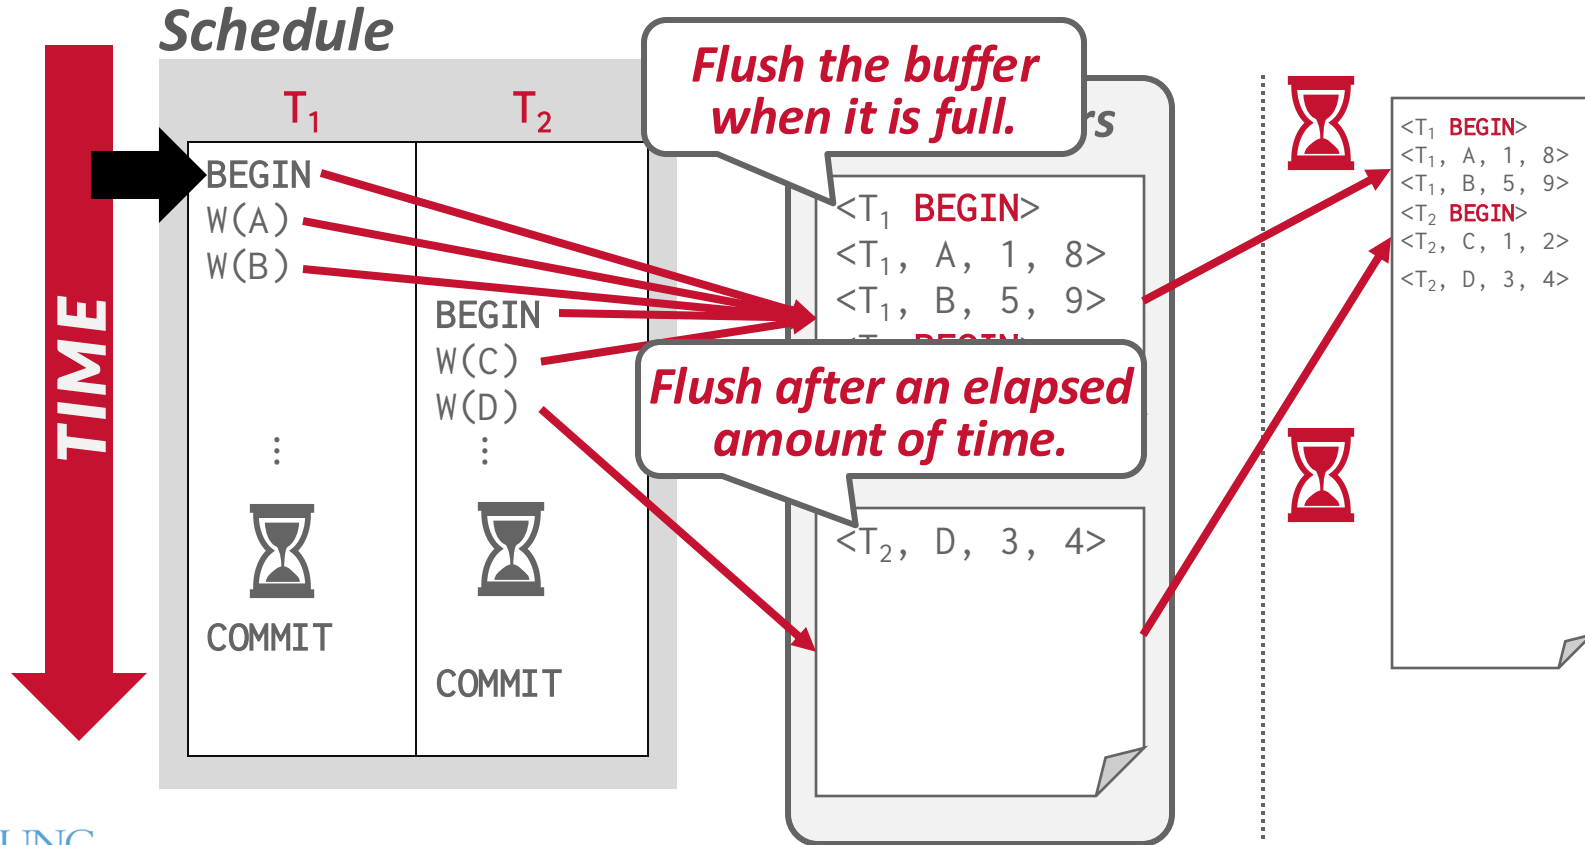 Schedule
T₁ T₂
BEGIN
W(A)
W(B)
⋮
COMMIT
BEGIN
W(C)
W(D)
⋮
COMMIT
TIME
Flush the buffer
when it is full.
<T₁ BEGIN>
<T₁, A, 1, 8>
<T₁, B, 5, 9>
Flush after an elapsed
amount of time.
<T₂, D, 3, 4>
<T₁ BEGIN>
<T₁, A, 1, 8>
<T₁, B, 5, 9>
<T₂ BEGIN>
<T₂, C, 1, 2>
<T₂, D, 3, 4>
UNC